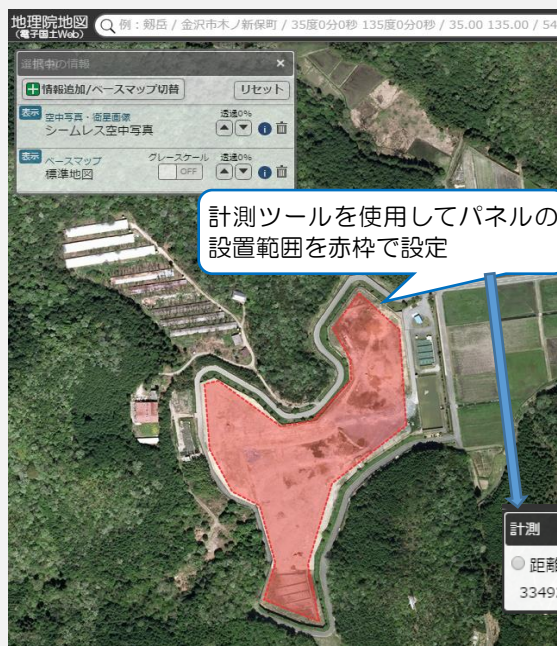 地理院地図
(電子国土Web)
例：剱岳 / 金沢市木ノ新保町 / 35度0分0秒 135度0分0秒 / 35.00 135.00 / 54
選択中の情報
×
情報追加/ベースマップ切替 リセット
表示 空中写真・衛星画像 透過0%
シームレス空中写真
表示 ベースマップ グレースケール 透過0%
標準地図 OFF
計測ツールを使用してパネルの
設置範囲を赤枠で設定
計測
距離
3349